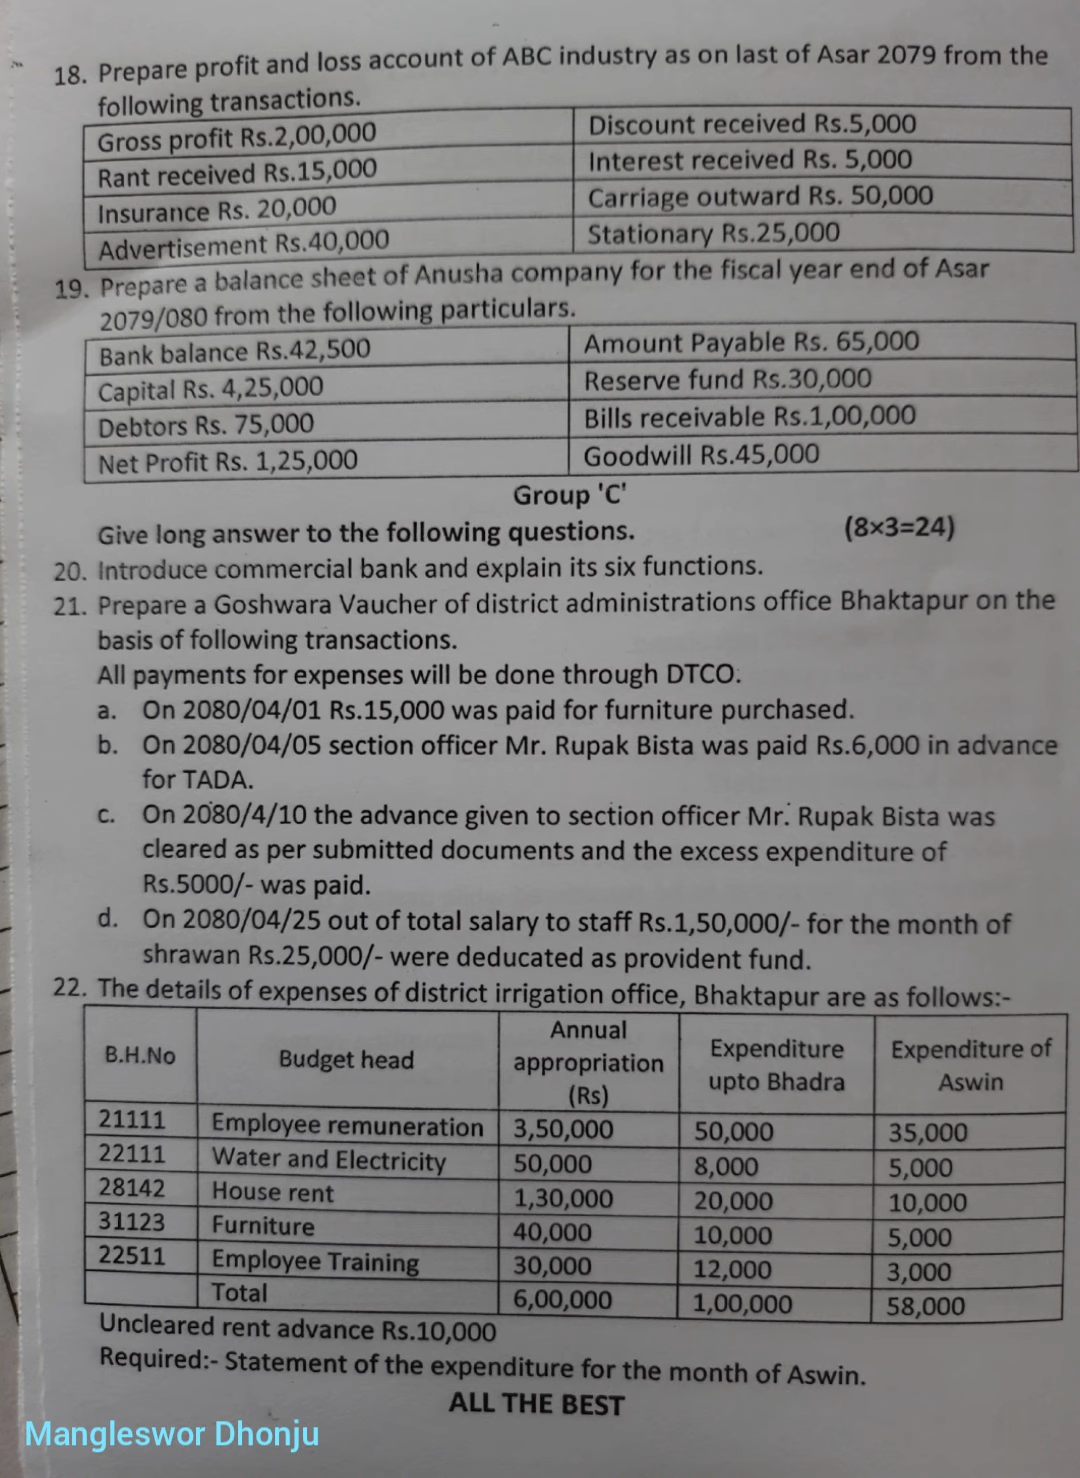 18. Prepare profit and loss account of ABC industry as on last of Asar 2079 from the
following transactions.
Gross profit Rs.2,00,000 Discount received Rs.5,000
Rant received Rs.15,000 Interest received Rs. 5,000
Insurance Rs. 20,000 Carriage outward Rs. 50,000
Advertisement Rs.40,000 Stationary Rs.25,000
19. Prepare a balance sheet of Anusha company for the fiscal year end of Asar
2079/080 from the following particulars.
Bank balance Rs.42,500 Amount Payable Rs. 65,000
Capital Rs. 4,25,000 Reserve fund Rs.30,000
Debtors Rs. 75,000 Bills receivable Rs.1,00,000
Net Profit Rs. 1,25,000 Goodwill Rs.45,000
Group 'C'
Give long answer to the following questions. (8×3=24)
20. Introduce commercial bank and explain its six functions.
21. Prepare a Goshwara Vaucher of district administrations office Bhaktapur on the
basis of following transactions.
All payments for expenses will be done through DTCO.
a. On 2080/04/01 Rs.15,000 was paid for furniture purchased.
b. On 2080/04/05 section officer Mr. Rupak Bista was paid Rs.6,000 in advance
for TADA.
c. On 2080/4/10 the advance given to section officer Mr. Rupak Bista was
cleared as per submitted documents and the excess expenditure of
Rs.5000/- was paid.
d. On 2080/04/25 out of total salary to staff Rs.1,50,000/- for the month of
shrawan Rs.25,000/- were deducated as provident fund.
22. The details of expenses of district irrigation office, Bhaktapur are as follows:-
B.H.No Budget head Annual appropriation (Rs) Expenditure upto Bhadra Expenditure of Aswin
21111 Employee remuneration 3,50,000 50,000 35,000
22111 Water and Electricity 50,000 8,000 5,000
28142 House rent 1,30,000 20,000 10,000
31123 Furniture 40,000 10,000 5,000
22511 Employee Training 30,000 12,000 3,000
Total 6,00,000 1,00,000 58,000
Uncleared rent advance Rs.10,000
Required:- Statement of the expenditure for the month of Aswin.
ALL THE BEST
Mangleswor Dhonju